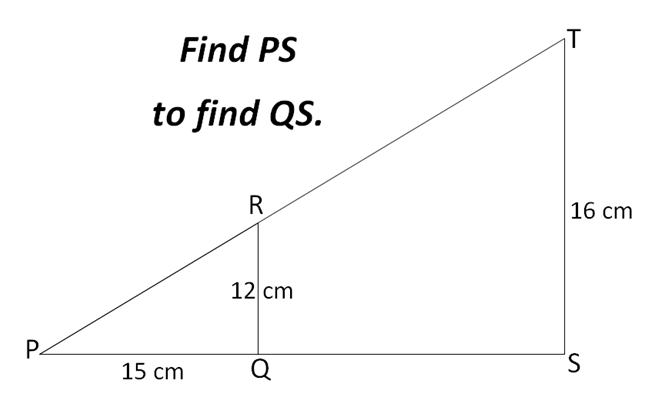 Find PS
to find QS.
T
R
16 cm
12 cm
P
Q
S
15 cm